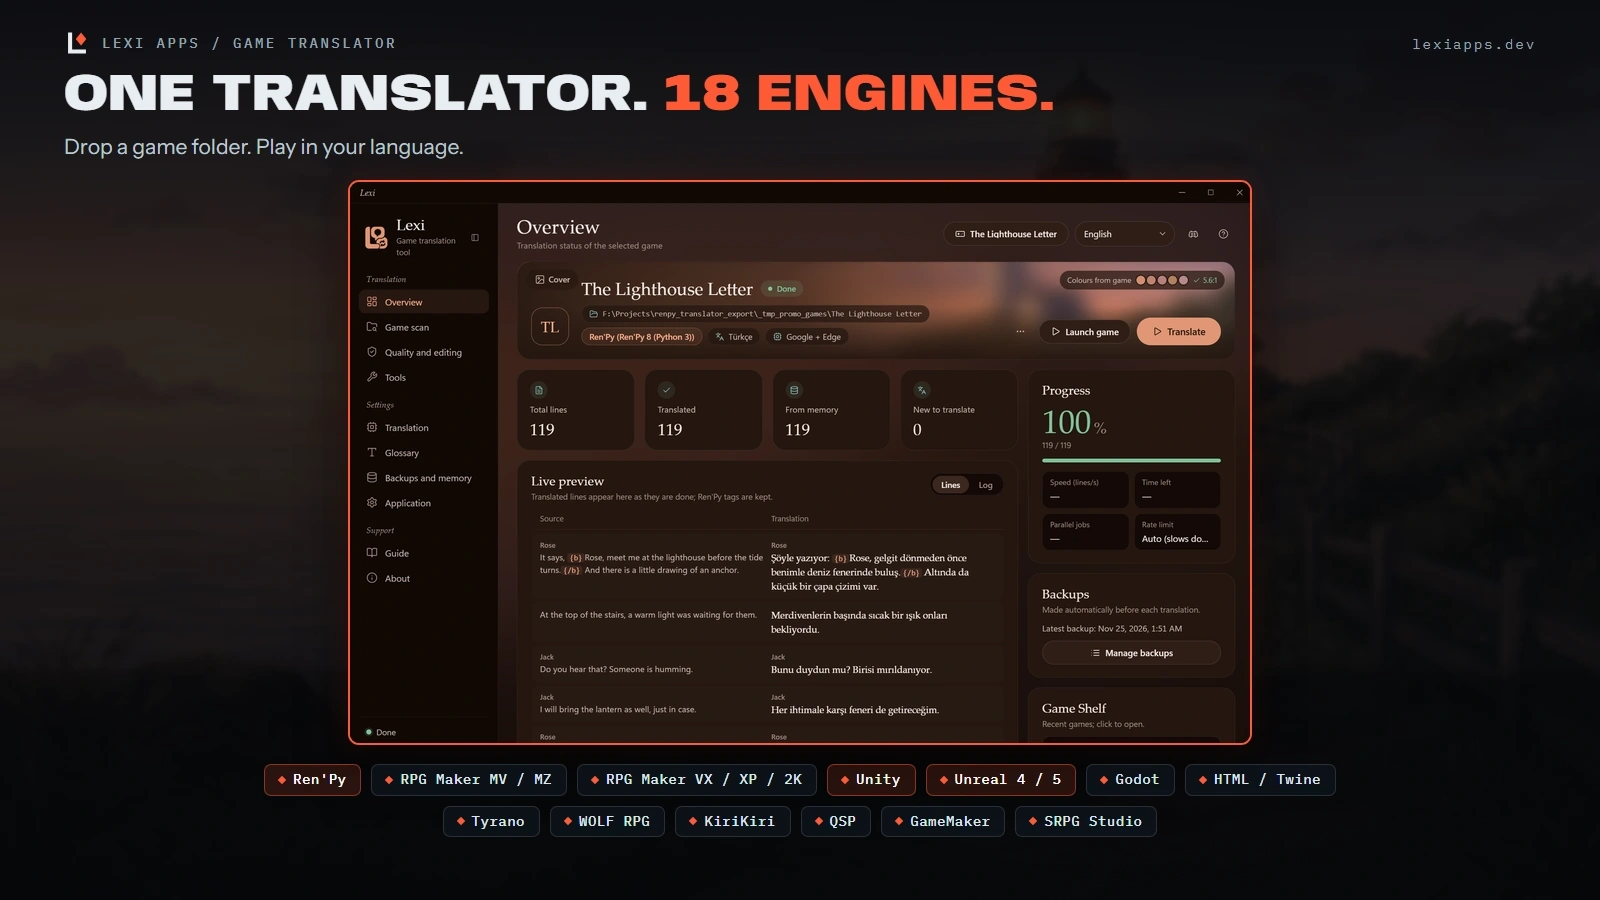 LEXI APPS / GAME TRANSLATOR
lexiapps.dev
ONE TRANSLATOR. 18 ENGINES.
Drop a game folder. Play in your language.
Lexi
Lexi
Game translation
tool
Translation
Overview
Game scan
Quality and editing
Tools
Settings
Translation
Glossary
Backups and memory
Application
Support
Guide
About
Done
Overview
Translation status of the selected game
The Lighthouse Letter
English
Cover
The Lighthouse Letter
Done
Colours from game
5.6:1
TL
F:\Projects\renpy_translator_export\_tmp_promo_games\The Lighthouse Letter
Ren'Py (Ren'Py 8 (Python 3))
Türkçe
Google + Edge
Launch game
Translate
Total lines
119
Translated
119
From memory
119
New to translate
0
Live preview
Translated lines appear here as they are done; Ren'Py tags are kept.
Lines
Log
Source
Translation
Rose
It says, {b} Rose, meet me at the lighthouse before the tide
turns. {/b} And there is a little drawing of an anchor.
Rose
Şöyle yazıyor: {b} Rose, gelgit dönmeden önce
benimle deniz fenerinde buluş. {/b} Altında da
küçük bir çapa çizimi var.
At the top of the stairs, a warm light was waiting for them.
Merdivenlerin başında sıcak bir ışık onları
bekliyordu.
Jack
Do you hear that? Someone is humming.
Jack
Bunu duydun mu? Birisi mırıldanıyor.
Jack
I will bring the lantern as well, just in case.
Jack
Her ihtimale karşı feneri de getireceğim.
Rose
Rose
Progress
100 %
119 / 119
Speed (lines/s)
—
Time left
—
Parallel jobs
—
Rate limit
Auto (slows do...
Backups
Made automatically before each translation.
Latest backup: Nov 25, 2026, 1:51 AM
Manage backups
Game Shelf
Recent games; click to open.
Ren'Py
RPG Maker MV / MZ
RPG Maker VX / XP / 2K
Unity
Unreal 4 / 5
Godot
HTML / Twine
Tyrano
WOLF RPG
KiriKiri
QSP
GameMaker
SRPG Studio